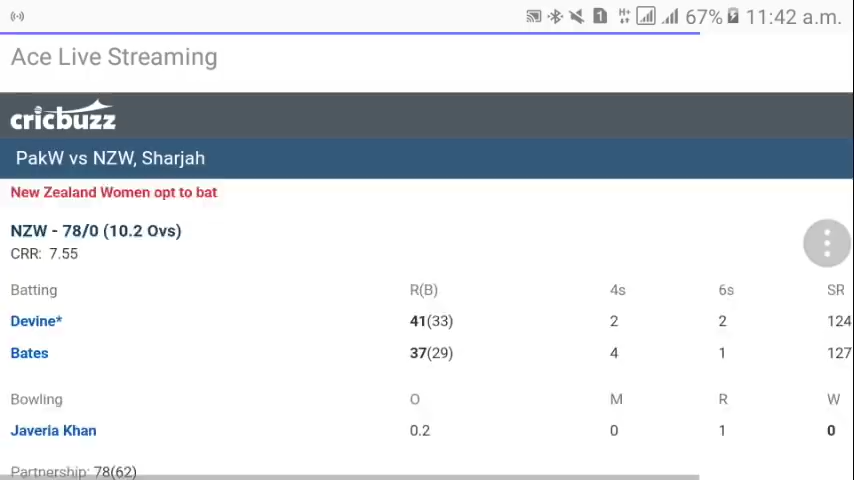 67% 11:42 a.m.
Ace Live Streaming
cricbuzz
PakW vs NZW, Sharjah
New Zealand Women opt to bat
NZW - 78/0 (10.2 Ovs)
CRR: 7.55
Batting R(B) 4s 6s SR
Devine* 41(33) 2 2 124
Bates 37(29) 4 1 127
Bowling O M R W
Javeria Khan 0.2 0 1 0
Partnership: 78(62)